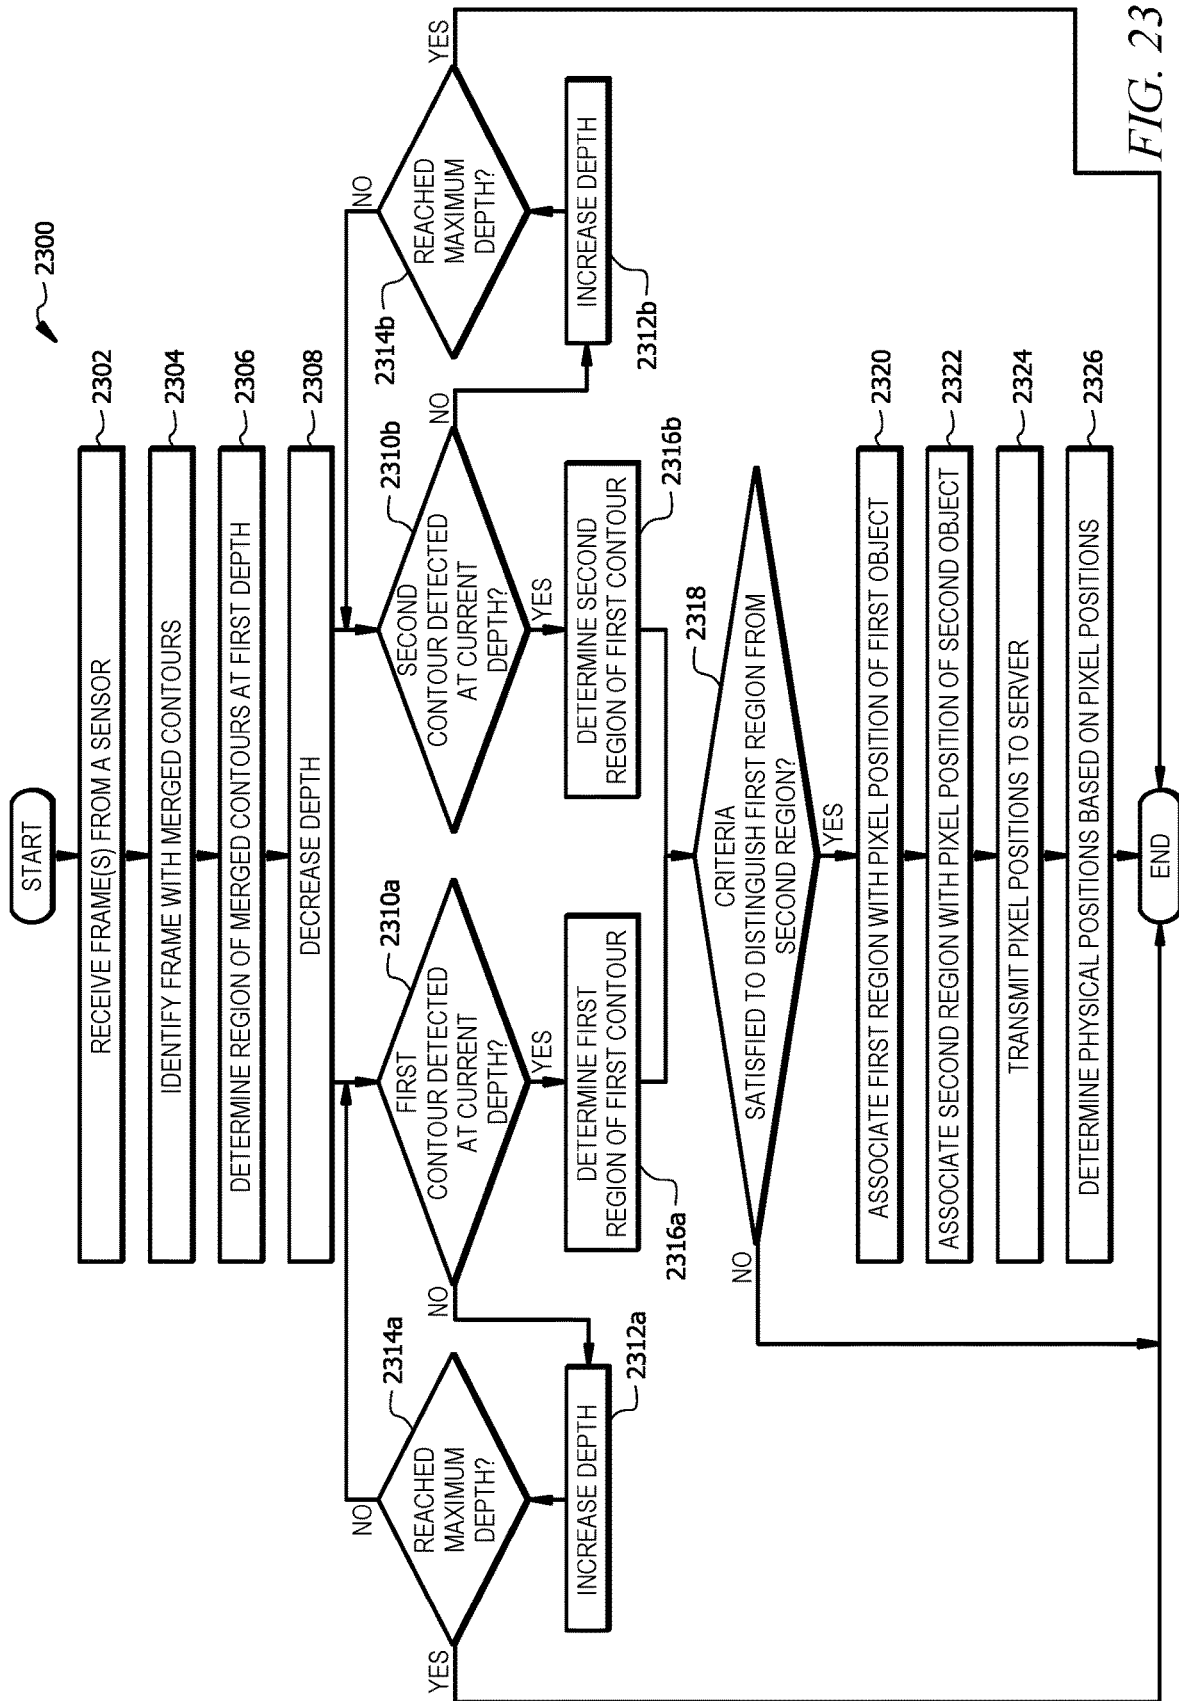 2300
START
RECEIVE FRAME(S) FROM A SENSOR
2302
IDENTIFY FRAME WITH MERGED CONTOURS
2304
DETERMINE REGION OF MERGED CONTOURS AT FIRST DEPTH
2306
DECREASE DEPTH
2308
NO
REACHED
MAXIMUM
DEPTH?
2314a
YES
FIRST
CONTOUR DETECTED
AT CURRENT
DEPTH?
2310a
NO
YES
SECOND
CONTOUR DETECTED
AT CURRENT
DEPTH?
2310b
NO
YES
NO
REACHED
MAXIMUM
DEPTH?
2314b
YES
INCREASE DEPTH
2312a
DETERMINE FIRST
REGION OF FIRST CONTOUR
2316a
DETERMINE SECOND
REGION OF FIRST CONTOUR
2316b
INCREASE DEPTH
2312b
CRITERIA
SATISFIED TO DISTINGUISH FIRST REGION FROM
SECOND REGION?
2318
NO
YES
ASSOCIATE FIRST REGION WITH PIXEL POSITION OF FIRST OBJECT
2320
ASSOCIATE SECOND REGION WITH PIXEL POSITION OF SECOND OBJECT
2322
TRANSMIT PIXEL POSITIONS TO SERVER
2324
DETERMINE PHYSICAL POSITIONS BASED ON PIXEL POSITIONS
2326
END
FIG. 23